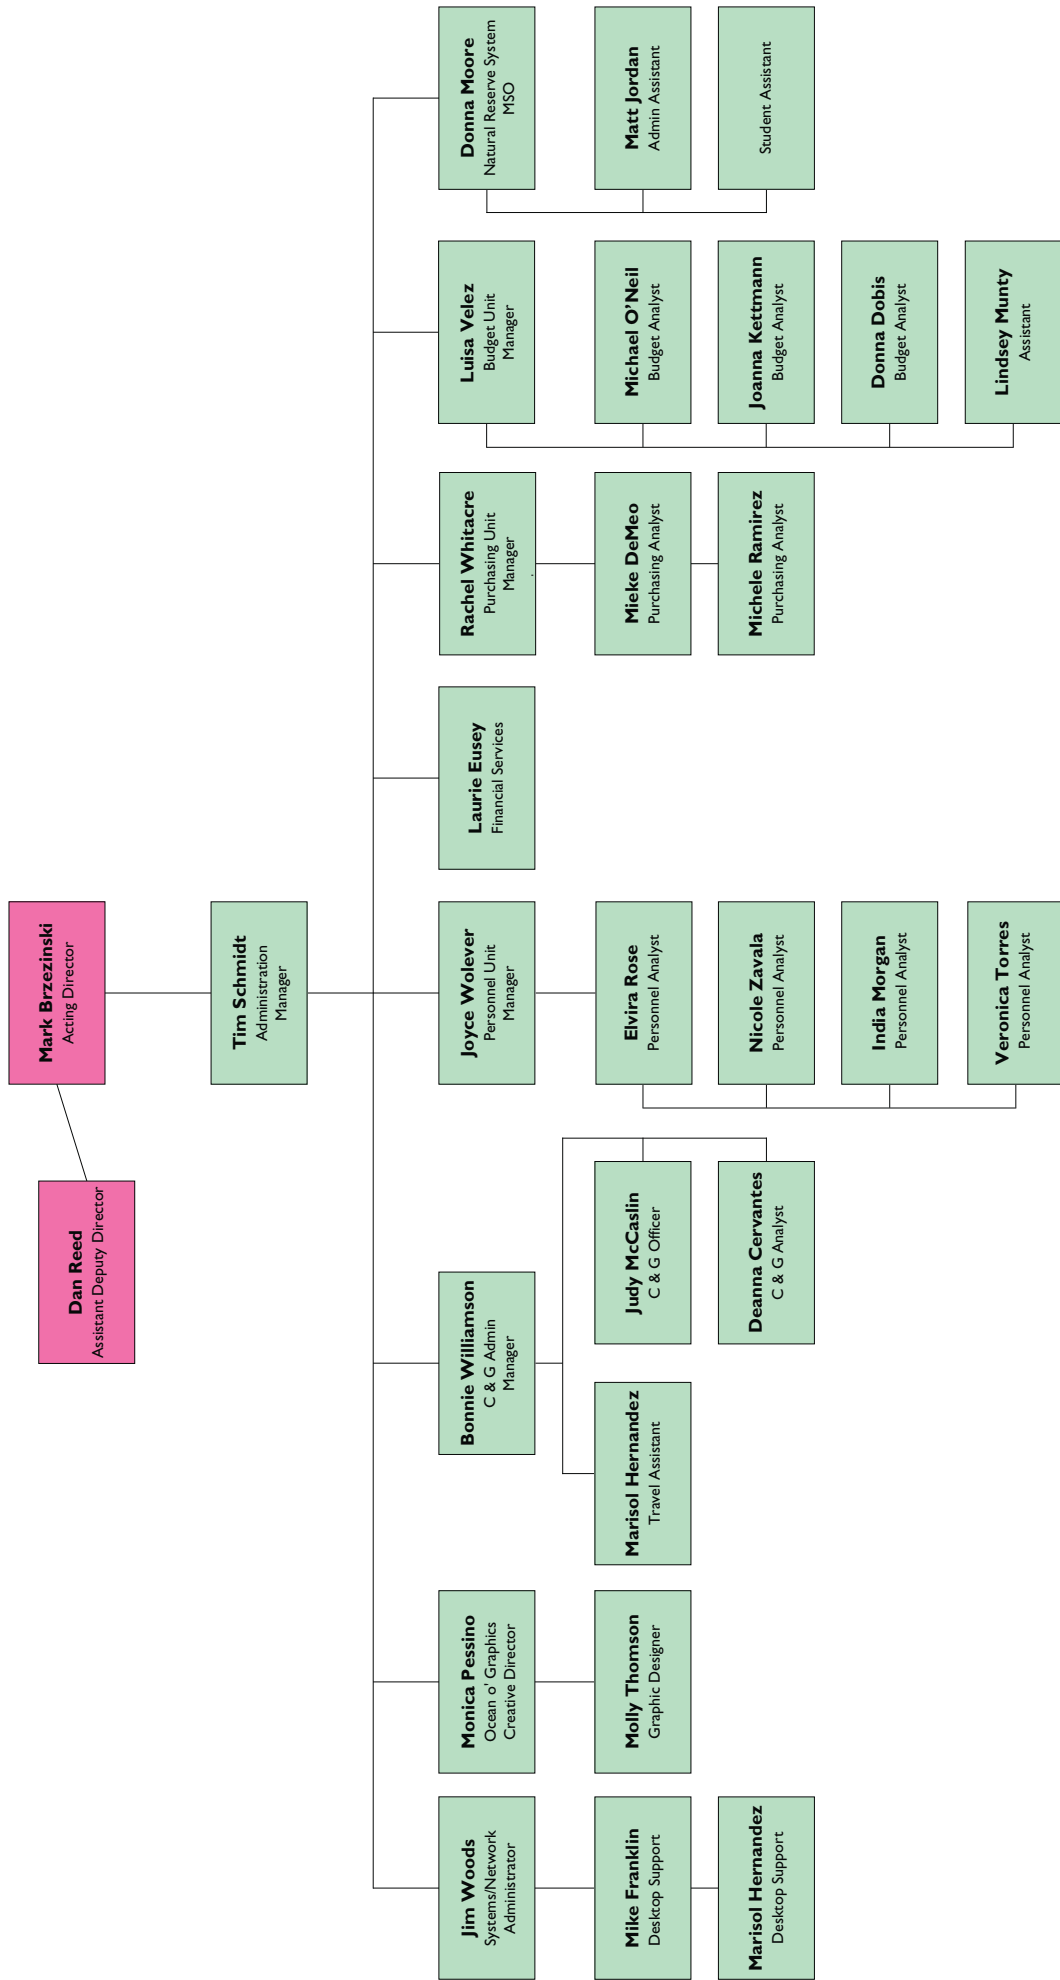 Mark Brzezinski
Acting Director
Dan Reed
Assistant Deputy Director
Tim Schmidt
Administration
Manager
Jim Woods
Systems/Network
Administrator
Mike Franklin
Desktop Support
Marisol Hernandez
Desktop Support
Monica Pessino
Ocean o' Graphics
Creative Director
Molly Thomson
Graphic Designer
Bonnie Williamson
C & G Admin
Manager
Marisol Hernandez
Travel Assistant
Judy McCaslin
C & G Officer
Deanna Cervantes
C & G Analyst
Joyce Wolever
Personnel Unit
Manager
Elvira Rose
Personnel Analyst
Nicole Zavala
Personnel Analyst
India Morgan
Personnel Analyst
Veronica Torres
Personnel Analyst
Laurie Eusey
Financial Services
Rachel Whitacre
Purchasing Unit
Manager
.
Mieke DeMeo
Purchasing Analyst
Michele Ramirez
Purchasing Analyst
Luisa Velez
Budget Unit
Manager
Michael O'Neil
Budget Analyst
Joanna Kettmann
Budget Analyst
Donna Dobis
Budget Analyst
Lindsey Munty
Assistant
Donna Moore
Natural Reserve System
MSO
Matt Jordan
Admin Assistant
Student Assistant